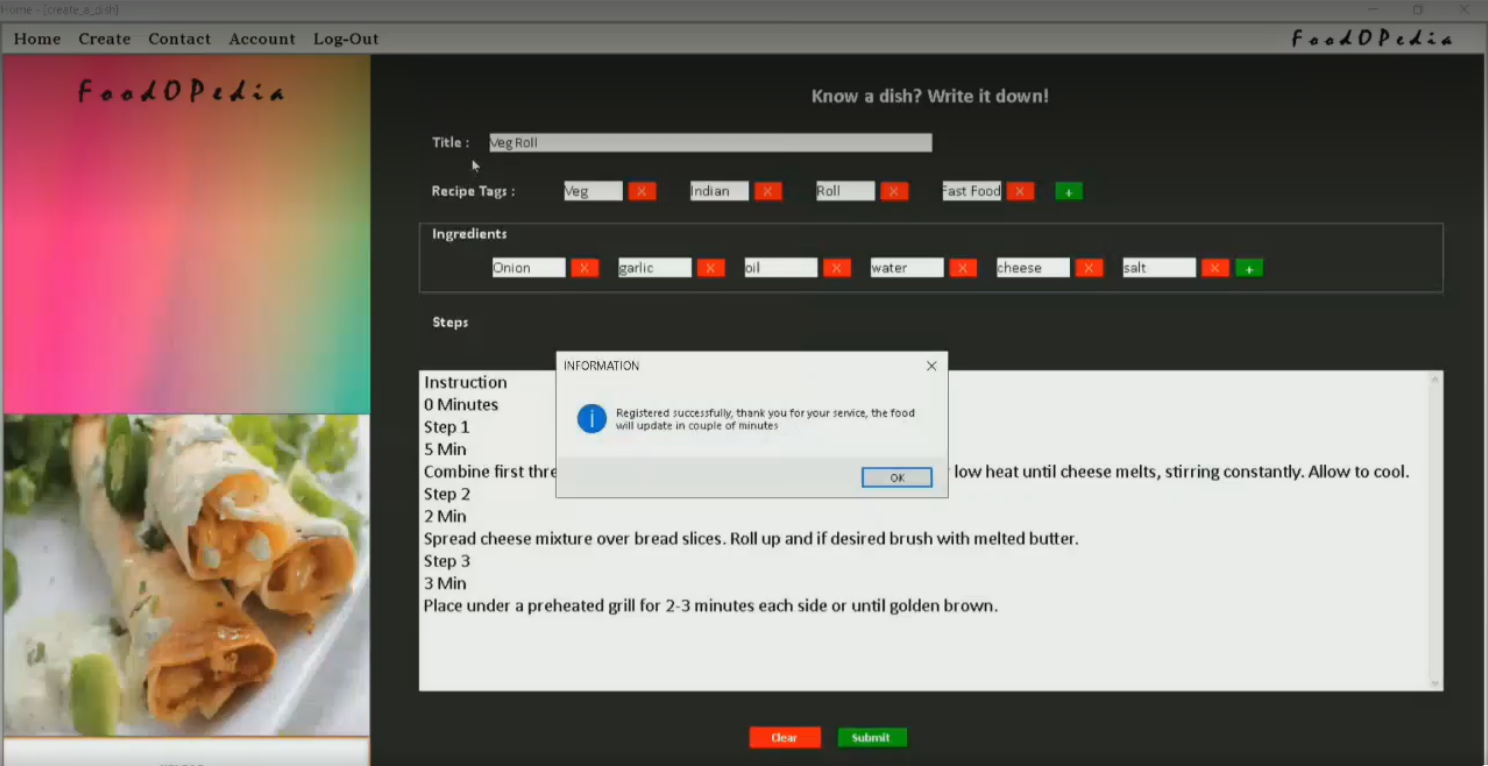 Home - [create_a_dish]
Home Create Contact Account Log-Out
FoodOPedia
FoodOPedia
Know a dish? Write it down!
Title : Veg Roll
Recipe Tags : Veg X Indian X Roll X Fast Food X +
Ingredients
Onion X garlic X oil X water X cheese X salt X +
Steps
INFORMATION
Registered successfully, thank you for your service, the food
will update in couple of minutes
OK
Instruction
0 Minutes
Step 1
5 Min
Combine first thre low heat until cheese melts, stirring constantly. Allow to cool.
Step 2
2 Min
Spread cheese mixture over bread slices. Roll up and if desired brush with melted butter.
Step 3
3 Min
Place under a preheated grill for 2-3 minutes each side or until golden brown.
Clear Submit